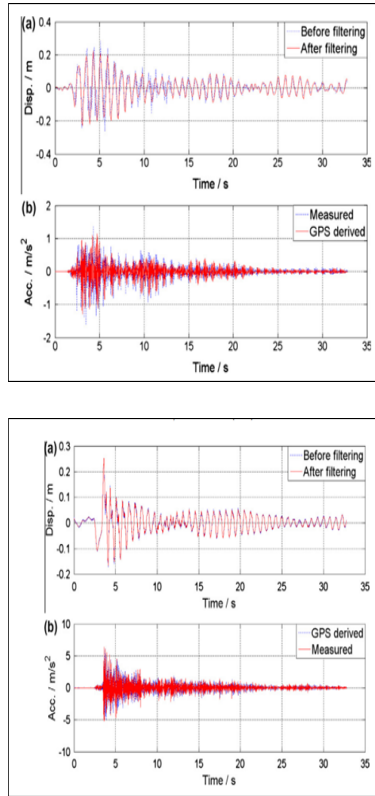 (a)
Before filtering
After filtering
Disp. / m
0.4
0.2
0
-0.2
-0.4
0 5 10 15 20 25 30 35
Time / s
(b)
Measured
GPS derived
Acc. / m/s²
2
1
0
-1
-2
0 5 10 15 20 25 30 35
Time / s
(a)
Before filtering
After filtering
Disp. / m
0.3
0.2
0.1
0
-0.1
-0.2
0 5 10 15 20 25 30 35
Time / s
(b)
GPS derived
Measured
Acc. / m/s²
10
5
0
-5
-10
0 5 10 15 20 25 30 35
Time / s